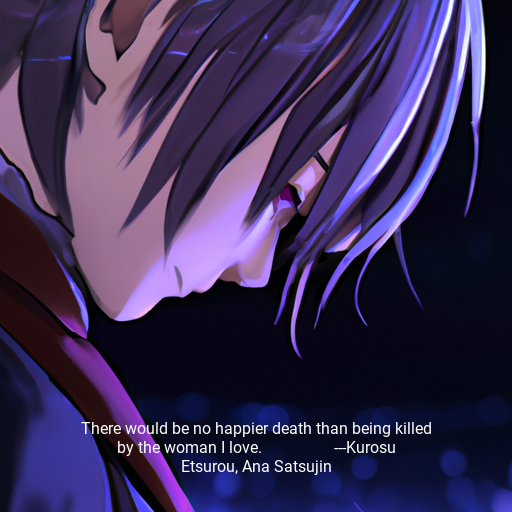 There would be no happier death than being killed
by the woman I love. ---Kurosu
Etsurou, Ana Satsujin